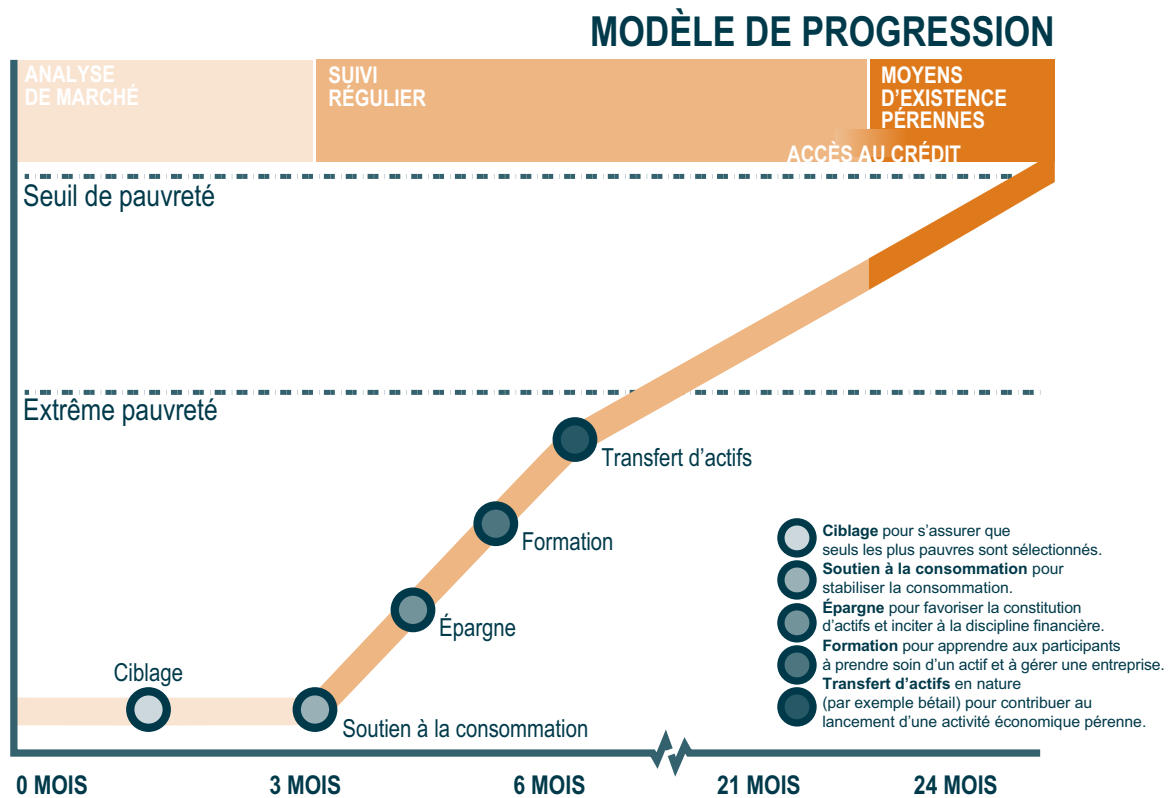 MODÈLE DE PROGRESSION
ANALYSE
DE MARCHÉ
SUIVI
RÉGULIER
MOYENS
D’EXISTENCE
PÉRENNES
ACCÈS AU CRÉDIT
Seuil de pauvreté
Extrême pauvreté
Transfert d’actifs
Formation
Épargne
Ciblage
Soutien à la consommation
Ciblage pour s’assurer que
seuls les plus pauvres sont sélectionnés.
Soutien à la consommation pour
stabiliser la consommation.
Épargne pour favoriser la constitution
d’actifs et inciter à la discipline financière.
Formation pour apprendre aux participants
à prendre soin d’un actif et à gérer une entreprise.
Transfert d’actifs en nature
(par exemple bétail) pour contribuer au
lancement d’une activité économique pérenne.
0 MOIS
3 MOIS
6 MOIS
21 MOIS
24 MOIS